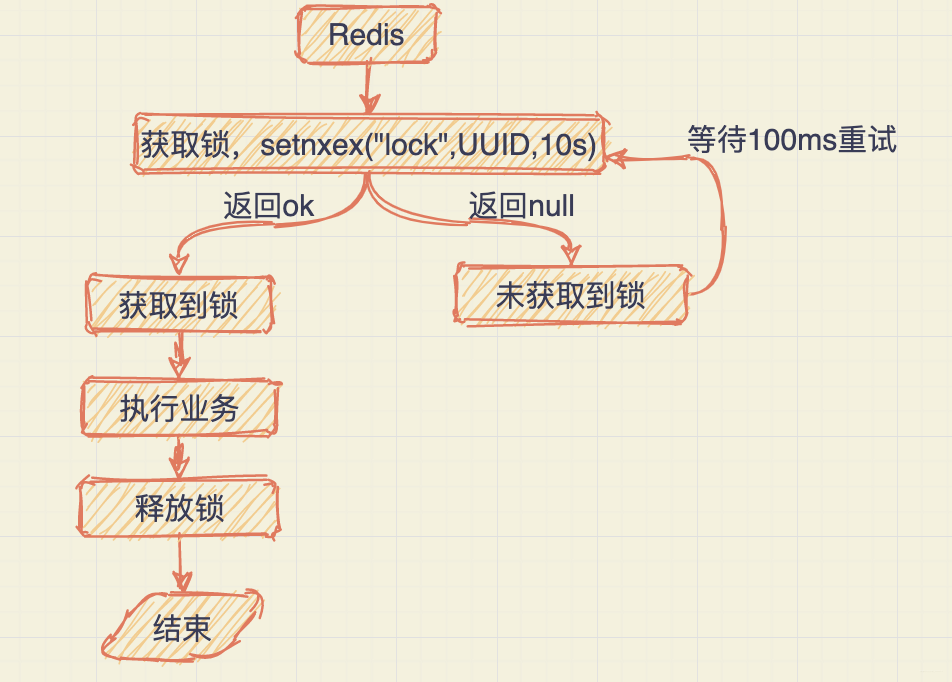 Redis
获取锁，setnxex("lock",UUID,10s)
等待100ms重试
返回ok
返回null
获取到锁
未获取到锁
执行业务
释放锁
结束